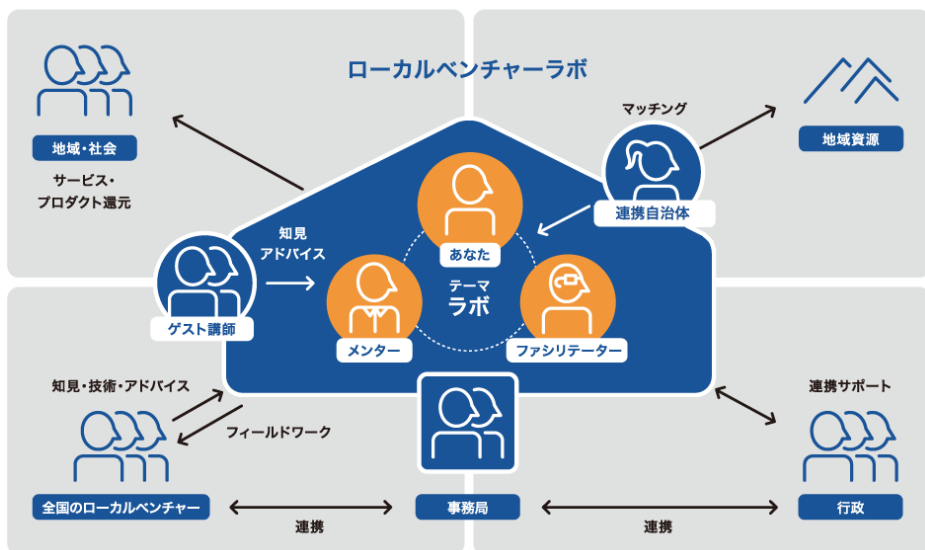 ローカルベンチャーラボ
地域・社会
サービス・
プロダクト還元
マッチング
地域資源
連携自治体
知見
アドバイス
あなた
テーマ
ラボ
ゲスト講師
メンター
ファシリテーター
知見・技術・アドバイス
フィールドワーク
連携サポート
全国のローカルベンチャー
連携
事務局
連携
行政